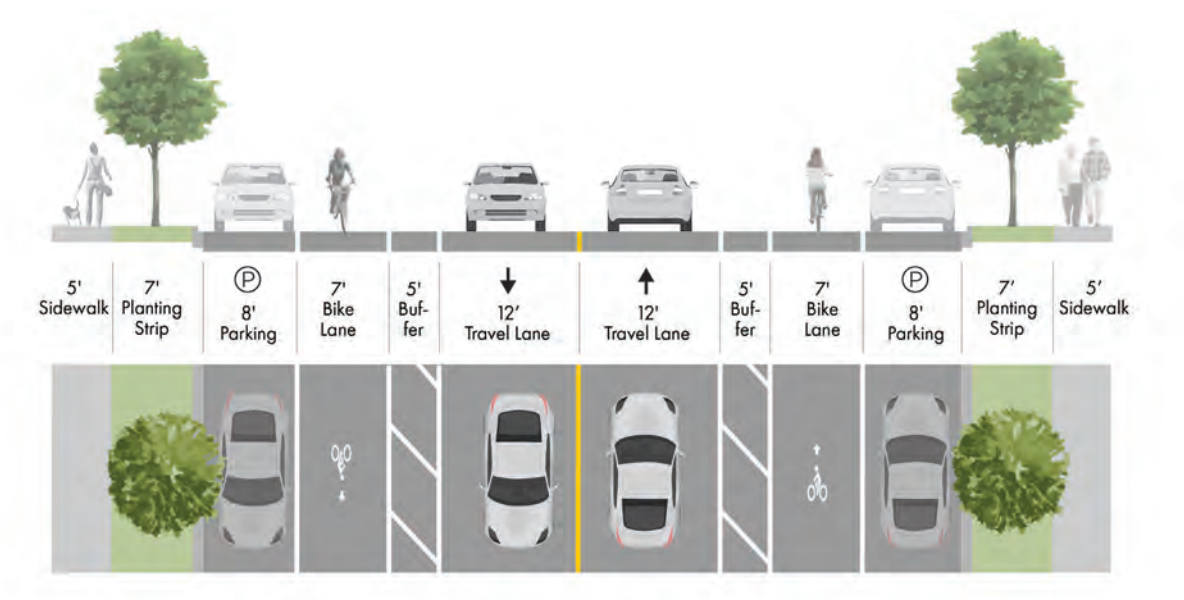 5'
Sidewalk
7'
Planting
Strip
P
8'
Parking
7'
Bike
Lane
5'
Buf-
fer
12'
Travel Lane
12'
Travel Lane
5'
Buf-
fer
7'
Bike
Lane
P
8'
Parking
7'
Planting
Strip
5'
Sidewalk